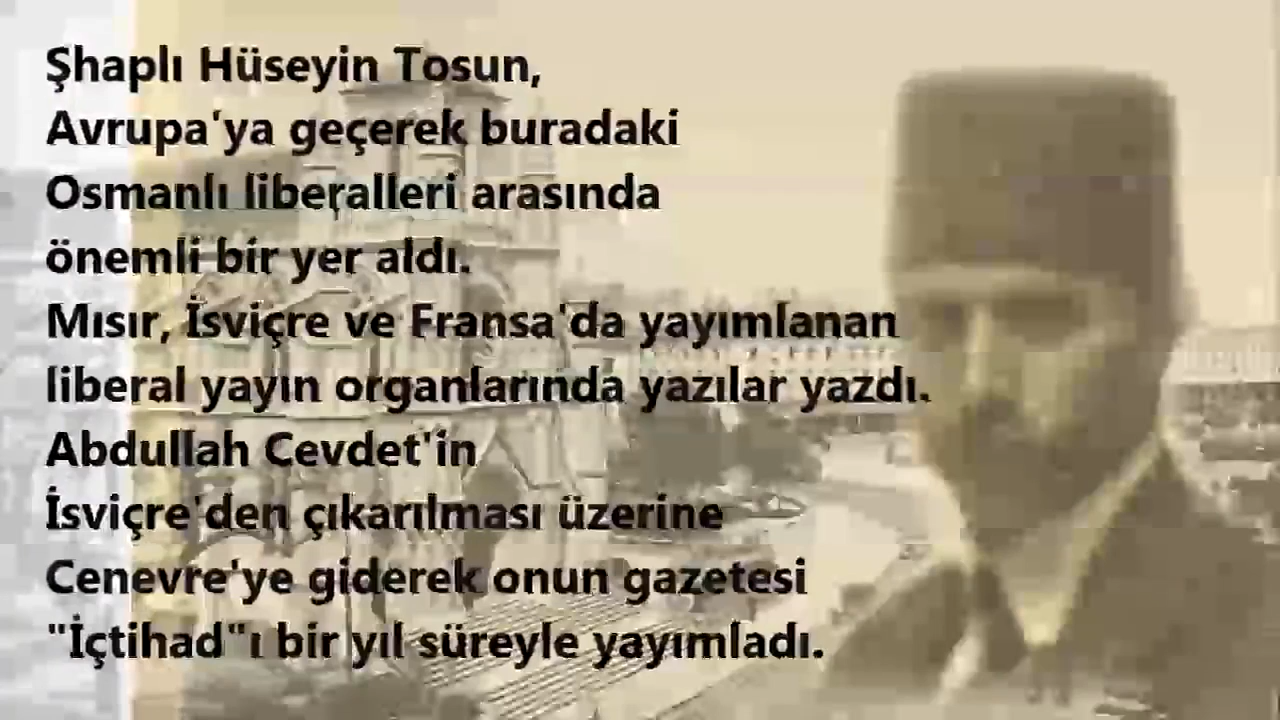 Şhaplı Hüseyin Tosun,
Avrupa'ya geçerek buradaki
Osmanlı liberalleri arasında
önemli bir yer aldı.
Mısır, İsviçre ve Fransa'da yayımlanan
liberal yayın organlarında yazılar yazdı.
Abdullah Cevdet'in
İsviçre'den çıkarılması üzerine
Cenevre'ye giderek onun gazetesi
"İçtihad"ı bir yıl süreyle yayımladı.